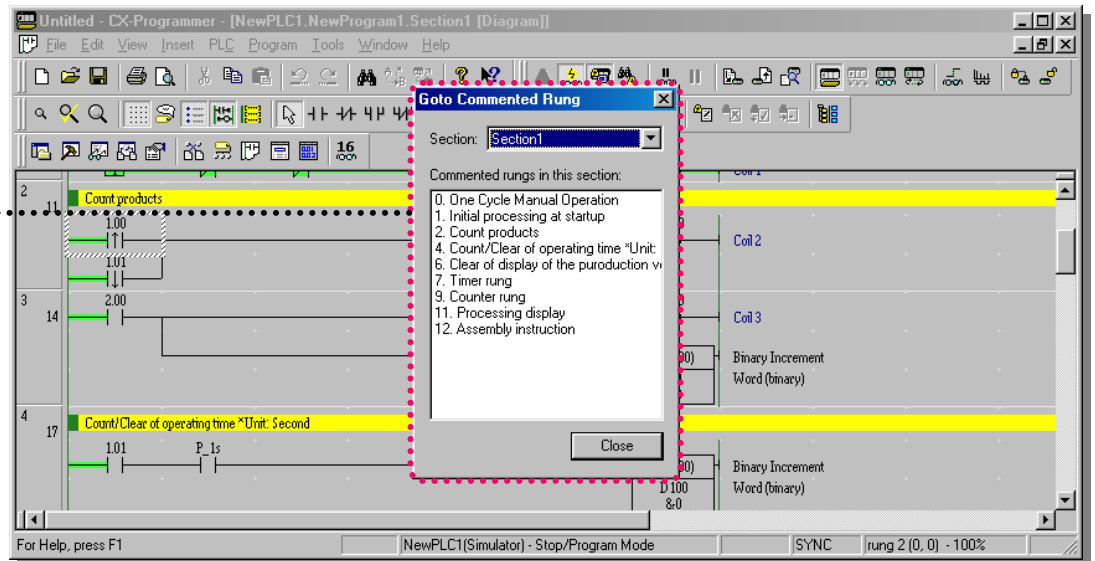 Untitled - CX-Programmer - [NewPLC1.NewProgram1.Section1 [Diagram]]
File Edit View Insert PLC Program Tools Window Help
16
Goto Commented Rung
Section: Section1
Commented rungs in this section:
0. One Cycle Manual Operation
1. Initial processing at startup
2. Count products
4. Count/Clear of operating time *Unit:
6. Clear of display of the puroduction
7. Timer rung
9. Counter rung
11. Processing display
12. Assembly instruction
Close
2
11
Count products
1.00
Coil 2
1.01
3
14
2.00
Coil 3
Binary Increment
Word (binary)
4
17
Count/Clear of operating time *Unit: Second
1.01 P_1s
Binary Increment
D100 Word (binary)
&0
For Help, press F1
NewPLC1(Simulator) - Stop/Program Mode
SYNC
rung 2 (0, 0) - 100%